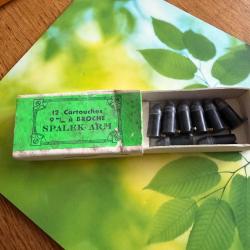 12 Cartouches
9 m/m A BROCHE
SPALEK-ARM